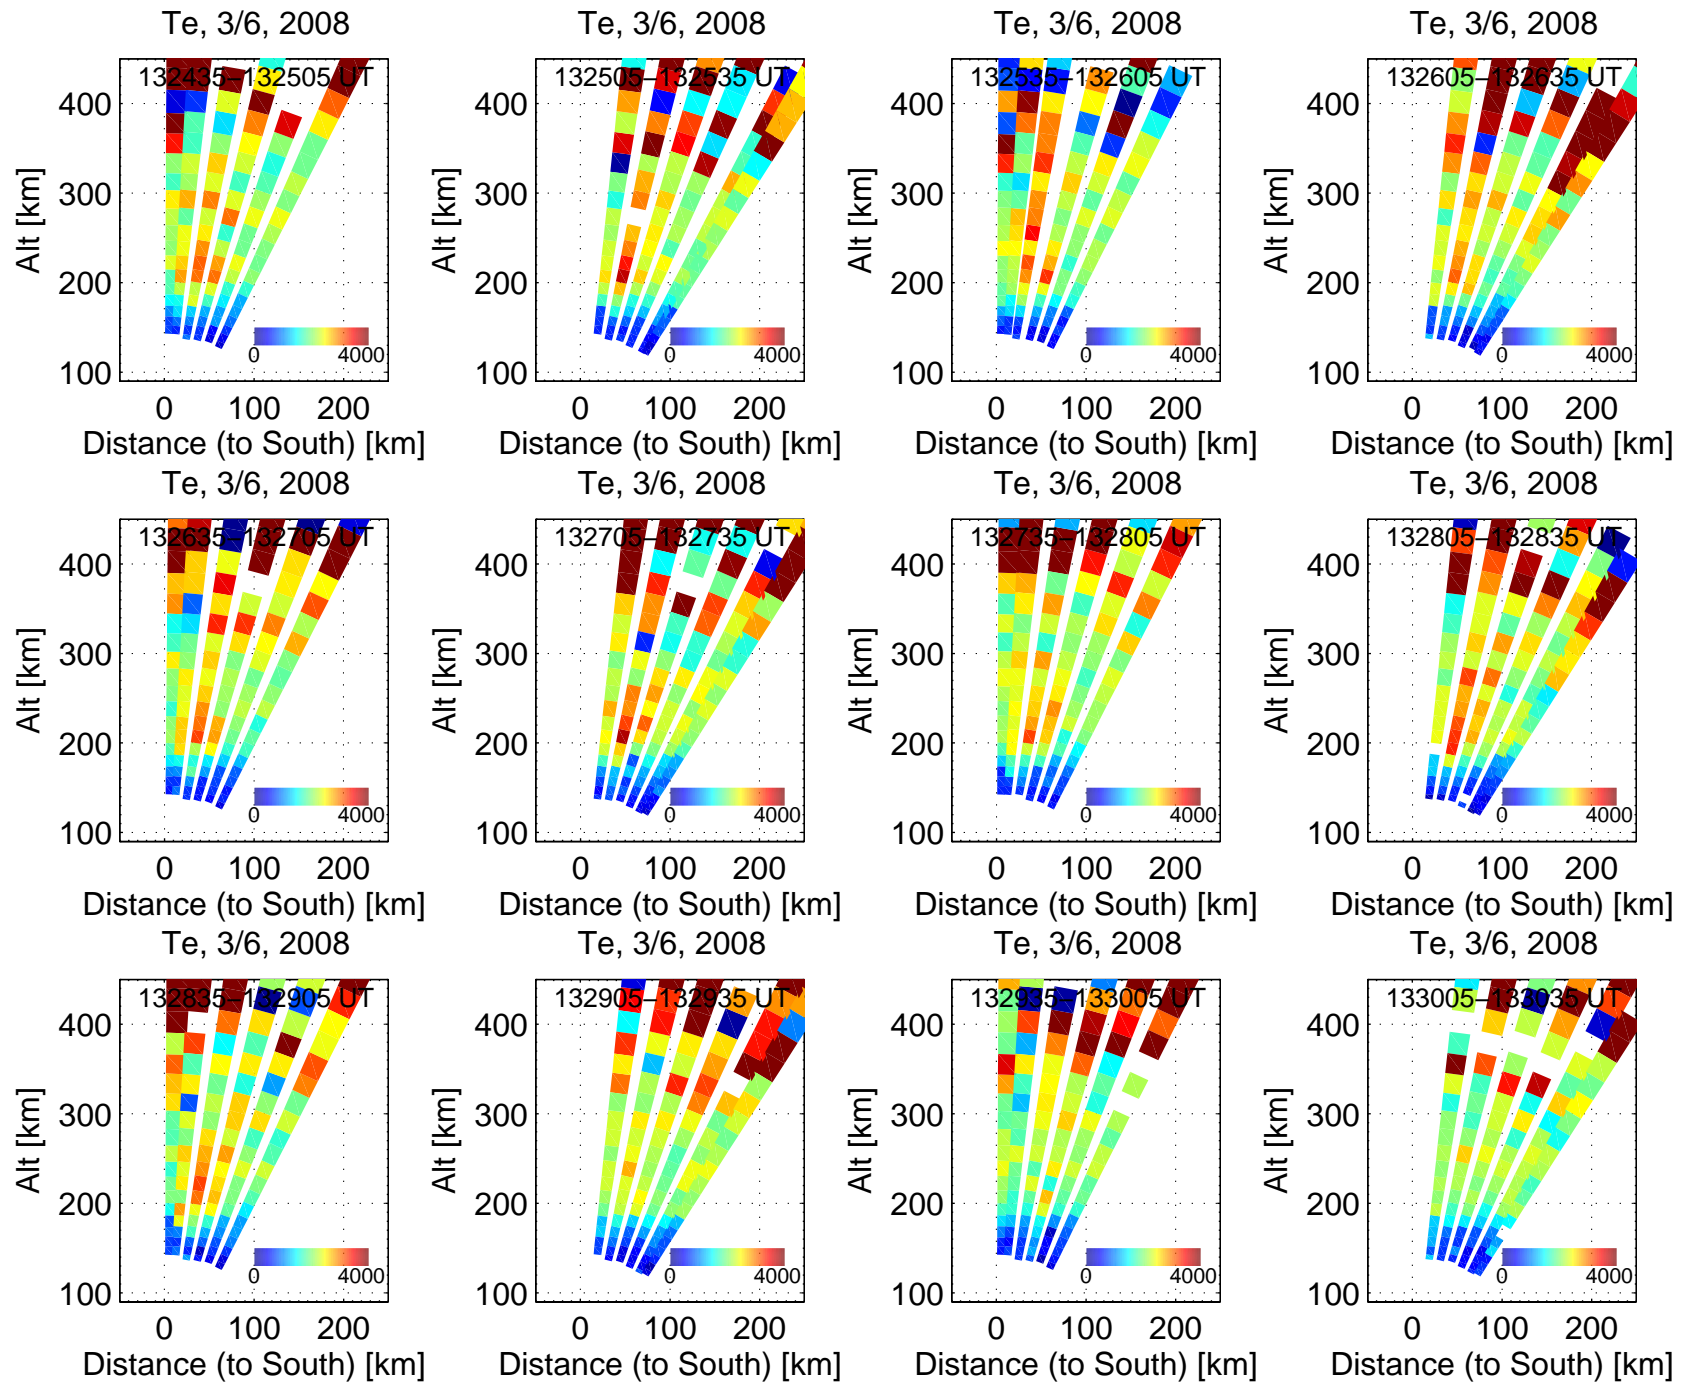 Te, 3/6, 2008 Te, 3/6, 2008 Te, 3/6, 2008 Te, 3/6, 2008
132435–132505 UT 132505–132535 UT 132535–132605 UT 132605–132635 UT
400 400 400 400
Alt [km] Alt [km] Alt [km] Alt [km]
300 300 300 300
200 200 200 200
0 4000 0 4000 0 4000 0 4000
100 100 100 100
0 100 200 0 100 200 0 100 200 0 100 200
Distance (to South) [km] Distance (to South) [km] Distance (to South) [km] Distance (to South) [km]
Te, 3/6, 2008 Te, 3/6, 2008 Te, 3/6, 2008 Te, 3/6, 2008
132635–132705 UT 132705–132735 UT 132735–132805 UT 132805–132835 UT
400 400 400 400
Alt [km] Alt [km] Alt [km] Alt [km]
300 300 300 300
200 200 200 200
0 4000 0 4000 0 4000 0 4000
100 100 100 100
0 100 200 0 100 200 0 100 200 0 100 200
Distance (to South) [km] Distance (to South) [km] Distance (to South) [km] Distance (to South) [km]
Te, 3/6, 2008 Te, 3/6, 2008 Te, 3/6, 2008 Te, 3/6, 2008
132835–132905 UT 132905–132935 UT 132935–133005 UT 133005–133035 UT
400 400 400 400
Alt [km] Alt [km] Alt [km] Alt [km]
300 300 300 300
200 200 200 200
0 4000 0 4000 0 4000 0 4000
100 100 100 100
0 100 200 0 100 200 0 100 200 0 100 200
Distance (to South) [km] Distance (to South) [km] Distance (to South) [km] Distance (to South) [km]